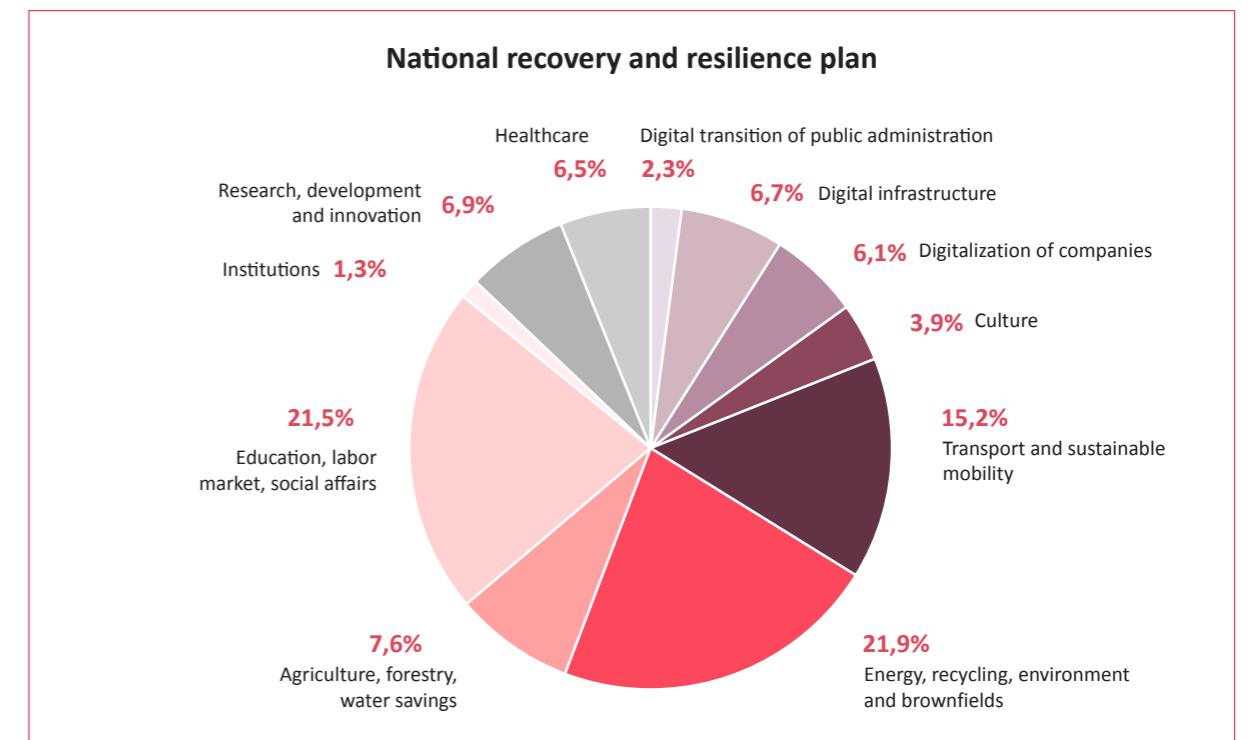 National recovery and resilience plan
Healthcare
6,5%
Digital transition of public administration
2,3%
6,7% Digital infrastructure
6,1% Digitalization of companies
3,9% Culture
15,2%
Transport and sustainable
mobility
21,9%
Energy, recycling, environment
and brownfields
7,6%
Agriculture, forestry,
water savings
21,5%
Education, labor
market, social affairs
Institutions 1,3%
Research, development
and innovation
6,9%